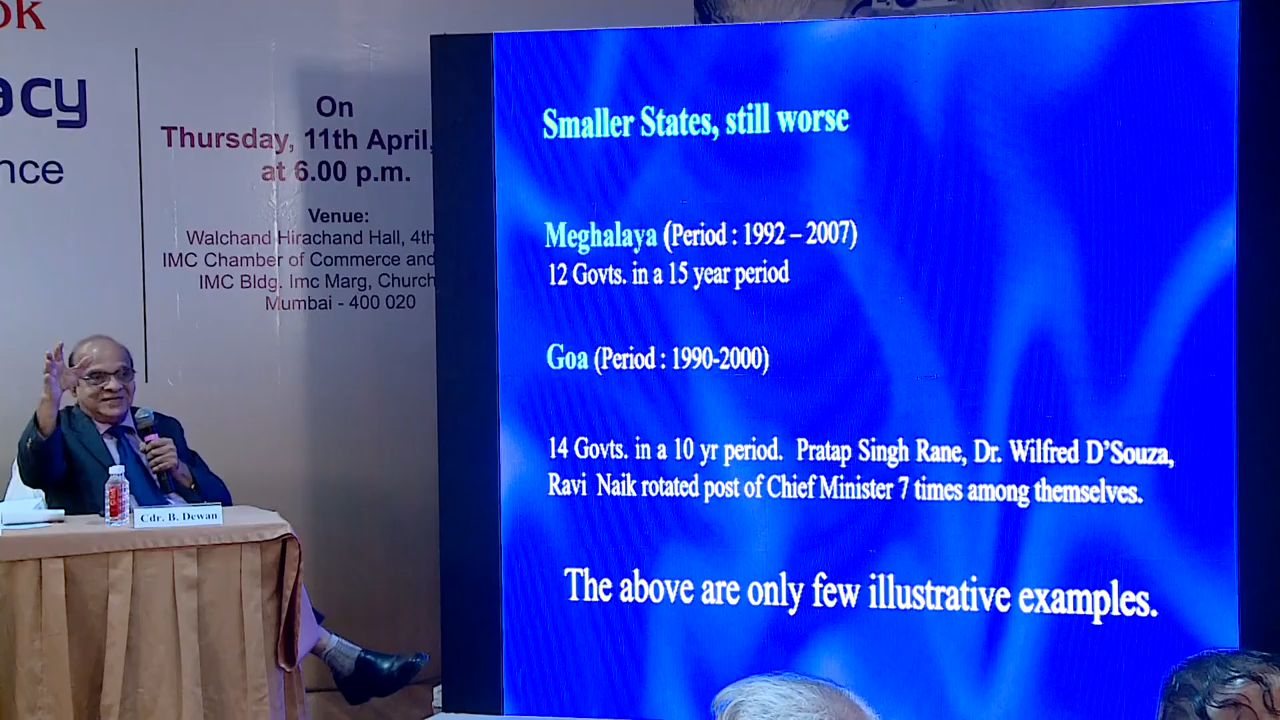 ok
acy
nce
On
Thursday, 11th April,
at 6.00 p.m.
Venue:
Walchand Hirachand Hall, 4th
IMC Chamber of Commerce and
IMC Bldg. Imc Marg, Church
Mumbai - 400 020
Cdr. B. Dewan
Smaller States, still worse
Meghalaya (Period : 1992 – 2007)
12 Govts. in a 15 year period
Goa (Period : 1990-2000)
14 Govts. in a 10 yr period. Pratap Singh Rane, Dr. Wilfred D’Souza,
Ravi Naik rotated post of Chief Minister 7 times among themselves.
The above are only few illustrative examples.